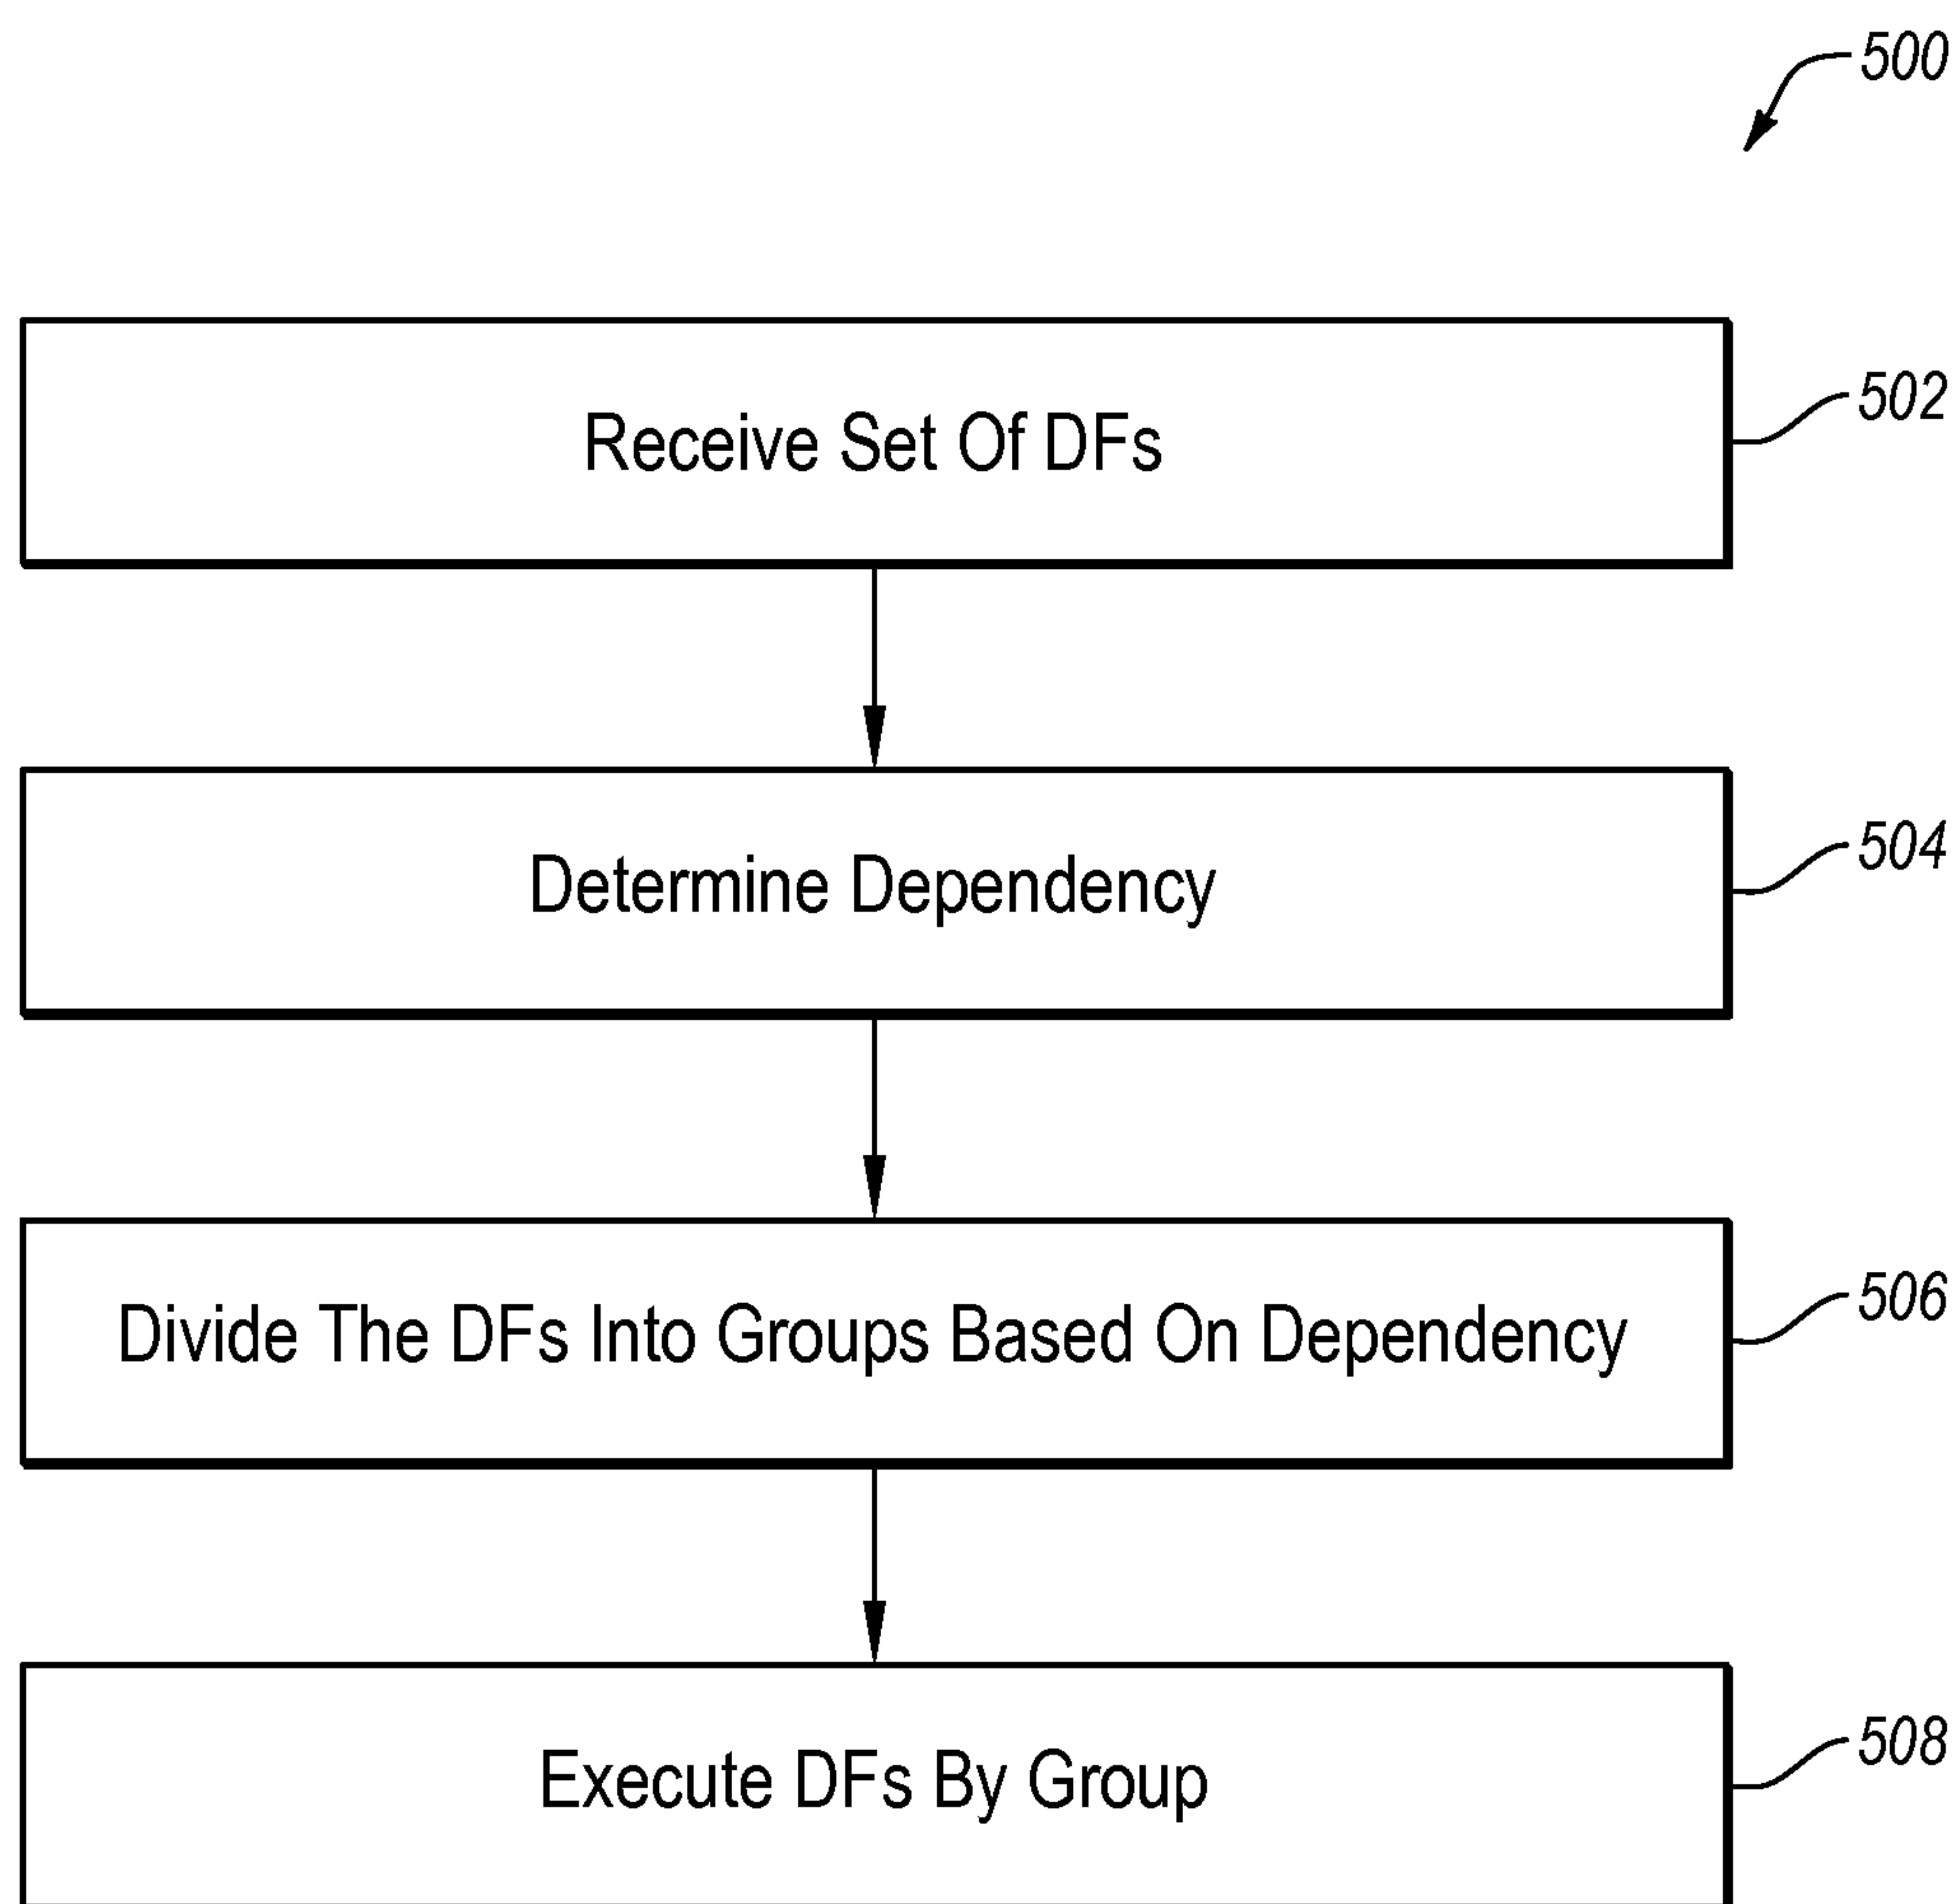 500
Receive Set Of DFs
502
Determine Dependency
504
Divide The DFs Into Groups Based On Dependency
506
Execute DFs By Group
508